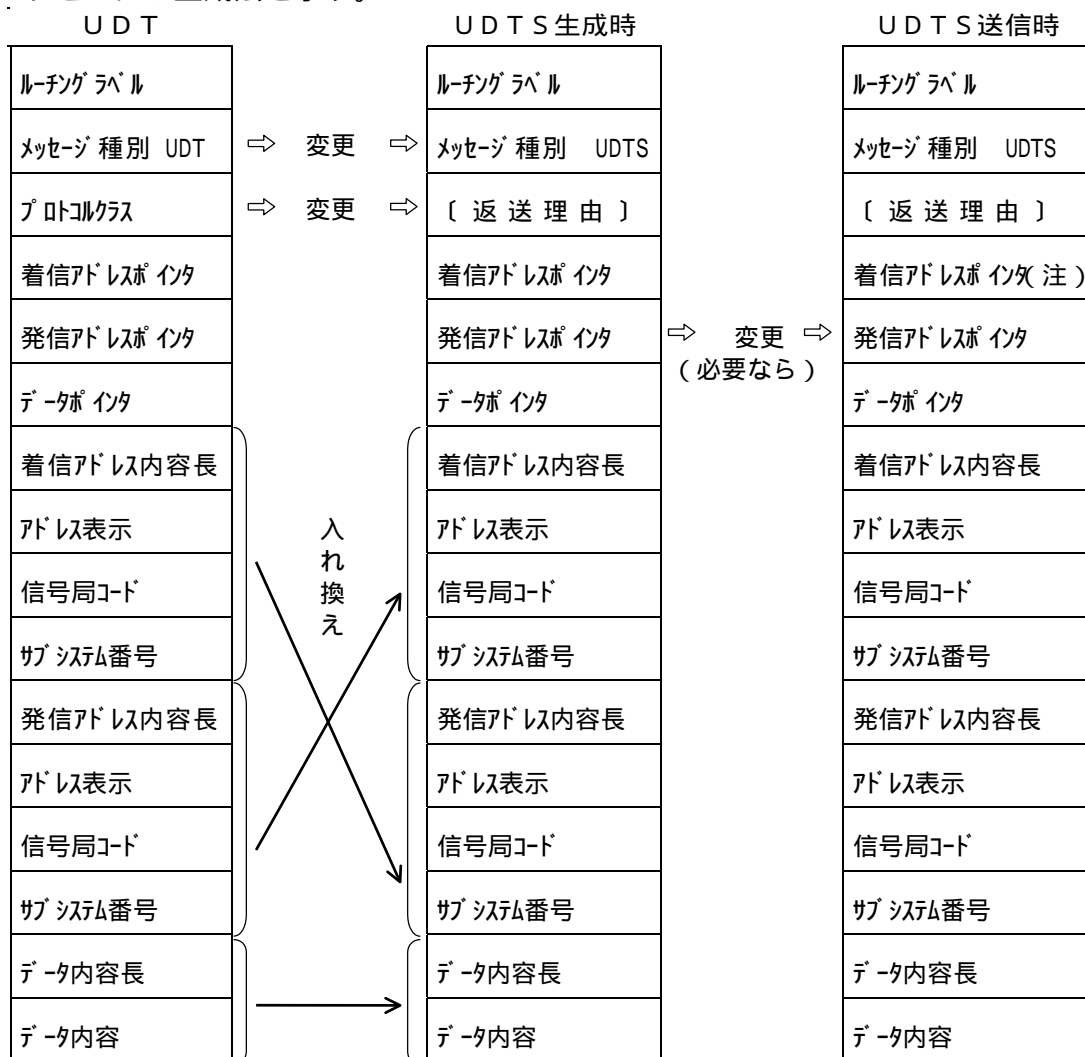 ＵＤＴ　ＵＤＴＳ生成時　ＵＤＴＳ送信時
ﾙｰﾁﾝｸﾞﾗﾍﾞﾙ　ﾙｰﾁﾝｸﾞﾗﾍﾞﾙ　ﾙｰﾁﾝｸﾞﾗﾍﾞﾙ
ﾒｯｾｰｼﾞ種別 UDT　⇨　変更　⇨　ﾒｯｾｰｼﾞ種別　UDTS　ﾒｯｾｰｼﾞ種別　UDTS
ﾌﾟﾛﾄｺﾙｸﾗｽ　⇨　変更　⇨　〔返送理由〕　〔返送理由〕
着信ｱﾄﾞﾚｽﾎﾟｲﾝﾀ　着信ｱﾄﾞﾚｽﾎﾟｲﾝﾀ　着信ｱﾄﾞﾚｽﾎﾟｲﾝﾀ(注)
発信ｱﾄﾞﾚｽﾎﾟｲﾝﾀ　発信ｱﾄﾞﾚｽﾎﾟｲﾝﾀ　⇨　変更　⇨　発信ｱﾄﾞﾚｽﾎﾟｲﾝﾀ
（必要なら）
ﾃﾞｰﾀﾎﾟｲﾝﾀ　ﾃﾞｰﾀﾎﾟｲﾝﾀ　ﾃﾞｰﾀﾎﾟｲﾝﾀ
着信ｱﾄﾞﾚｽ内容長　着信ｱﾄﾞﾚｽ内容長　着信ｱﾄﾞﾚｽ内容長
ｱﾄﾞﾚｽ表示　入れ換え　ｱﾄﾞﾚｽ表示　ｱﾄﾞﾚｽ表示
信号局ｺｰﾄﾞ　信号局ｺｰﾄﾞ　信号局ｺｰﾄﾞ
ｻﾌﾞｼｽﾃﾑ番号　ｻﾌﾞｼｽﾃﾑ番号　ｻﾌﾞｼｽﾃﾑ番号
発信ｱﾄﾞﾚｽ内容長　発信ｱﾄﾞﾚｽ内容長　発信ｱﾄﾞﾚｽ内容長
ｱﾄﾞﾚｽ表示　ｱﾄﾞﾚｽ表示　ｱﾄﾞﾚｽ表示
信号局ｺｰﾄﾞ　信号局ｺｰﾄﾞ　信号局ｺｰﾄﾞ
ｻﾌﾞｼｽﾃﾑ番号　ｻﾌﾞｼｽﾃﾑ番号　ｻﾌﾞｼｽﾃﾑ番号
ﾃﾞｰﾀ内容長　ﾃﾞｰﾀ内容長　ﾃﾞｰﾀ内容長
ﾃﾞｰﾀ内容　ﾃﾞｰﾀ内容　ﾃﾞｰﾀ内容